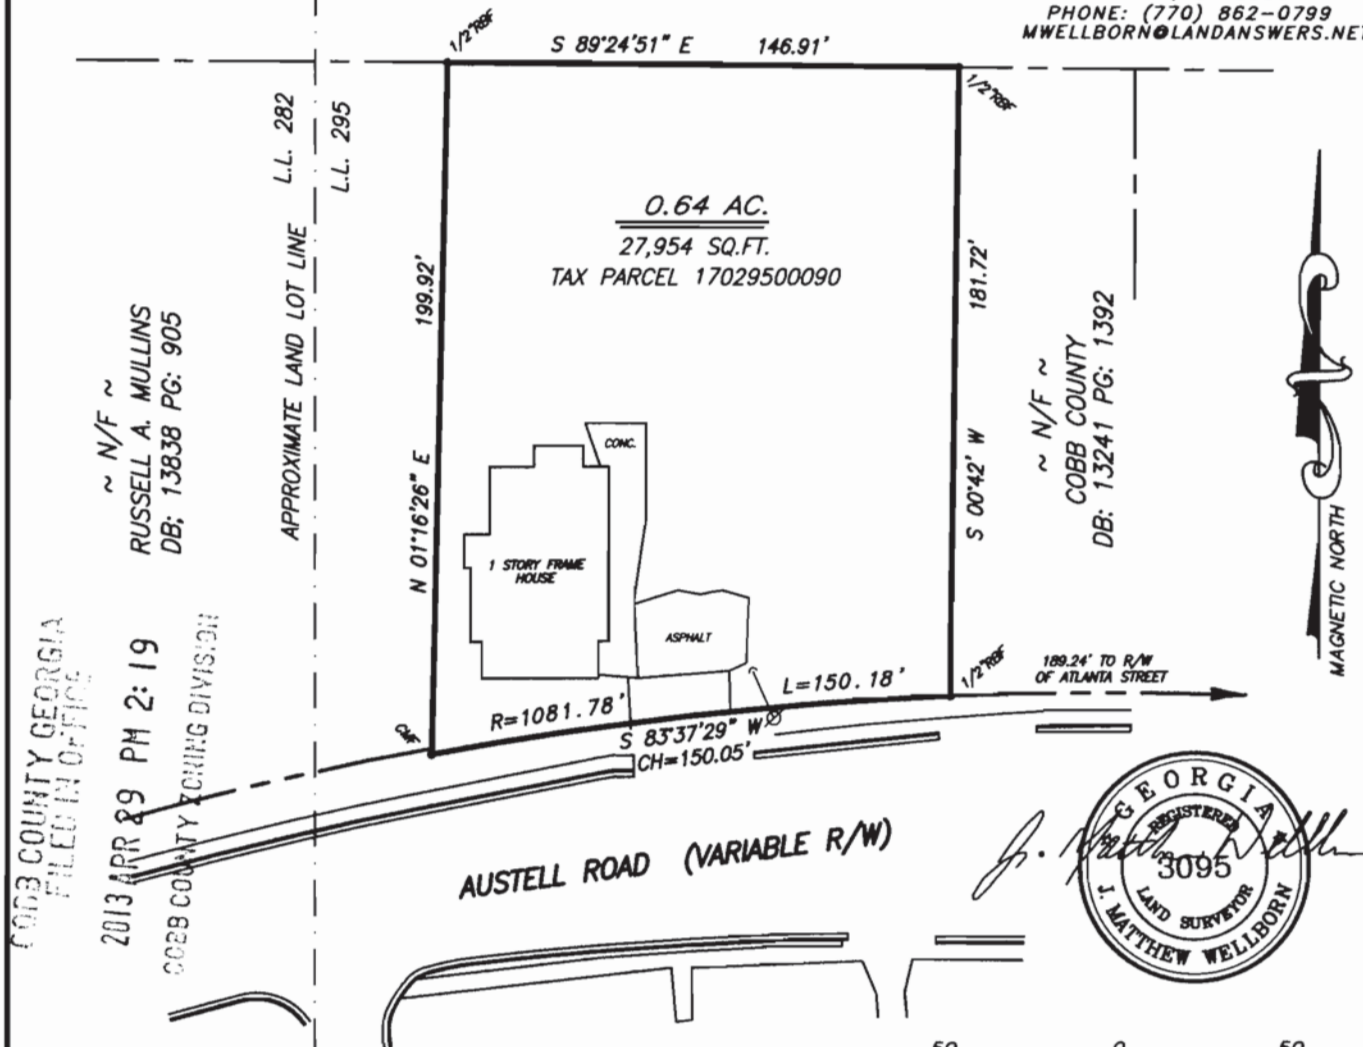 PHONE: (770) 862-0799
MWELLBORN@LANDANSWERS.NET
1/2"RBF
S 89°24'51" E 146.91'
1/2"RBF
L.L. 282
L.L. 295
APPROXIMATE LAND LOT LINE
0.64 AC.
27,954 SQ.FT.
TAX PARCEL 17029500090
199.92'
N 01°16'26" E
181.72'
S 00°42' W
~ N/F ~
RUSSELL A. MULLINS
DB: 13838 PG: 905
~ N/F ~
COBB COUNTY
DB: 13241 PG: 1392
MAGNETIC NORTH
CONC.
1 STORY FRAME
HOUSE
ASPHALT
1/2"RBF
189.24' TO R/W
OF ATLANTA STREET
CMF
R=1081.78'
L=150.18'
S 83°37'29" W
CH=150.05'
COBB COUNTY GEORGIA
FILED IN OFFICE
2013 APR 29 PM 2:19
COBB COUNTY ZONING DIVISION
AUSTELL ROAD (VARIABLE R/W)
GEORGIA
REGISTERED
3095
LAND SURVEYOR
J. MATTHEW WELLBORN
50 0 50